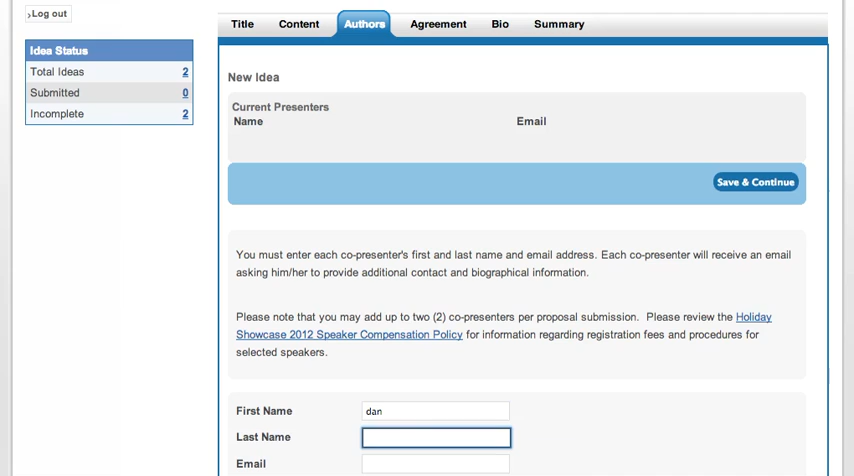 ›Log out
Title Content Authors Agreement Bio Summary
Idea Status
Total Ideas 2
Submitted 0
Incomplete 2
New Idea
Current Presenters
Name Email
Save & Continue
You must enter each co-presenter's first and last name and email address. Each co-presenter will receive an email
asking him/her to provide additional contact and biographical information.
Please note that you may add up to two (2) co-presenters per proposal submission. Please review the Holiday
Showcase 2012 Speaker Compensation Policy for information regarding registration fees and procedures for
selected speakers.
First Name dan
Last Name
Email